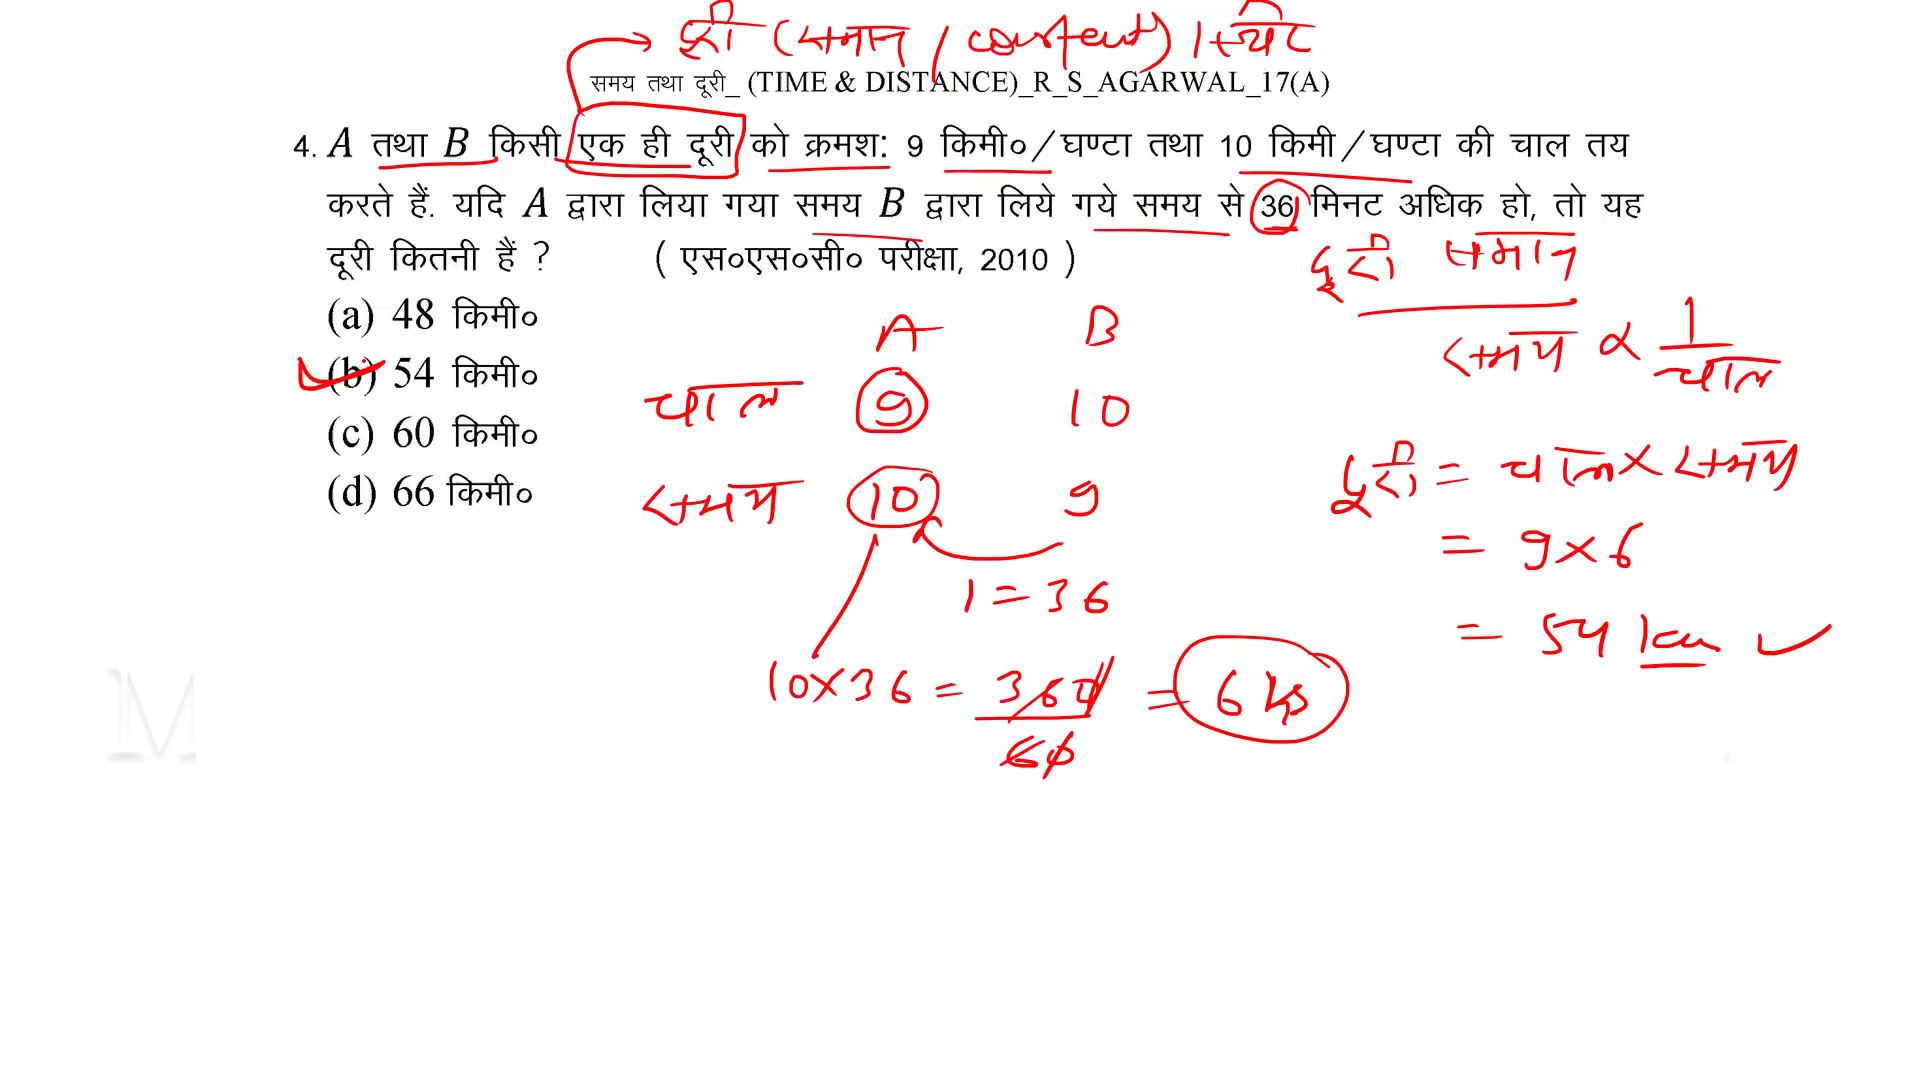 दूरी (समान / constant) / स्थिर
समय तथा दूरी_ (TIME & DISTANCE)_R_S_AGARWAL_17(A)
4. A तथा B किसी एक ही दूरी को क्रमश: 9 किमी०/घण्टा तथा 10 किमी/घण्टा की चाल तय
करते हैं. यदि A द्वारा लिया गया समय B द्वारा लिये गये समय से 36 मिनट अधिक हो, तो यह
दूरी कितनी हैं ? ( एस०एस०सी० परीक्षा, 2010 )
(a) 48 किमी०
(b) 54 किमी०
(c) 60 किमी०
(d) 66 किमी०
A B
चाल 9 10
समय 10 9
1 = 36
10 × 36 = 360/60 = 6 hs
दूरी समान
समय ∝ 1/चाल
दूरी = चाल × समय
= 9 × 6
= 54 km
M